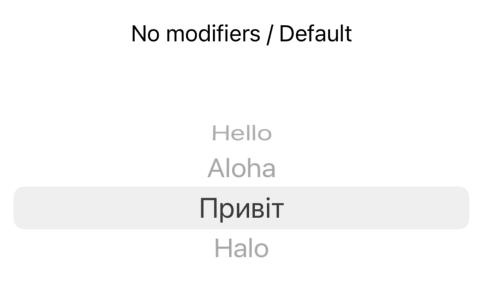 No modifiers / Default
Hello
Aloha
Привіт
Halo